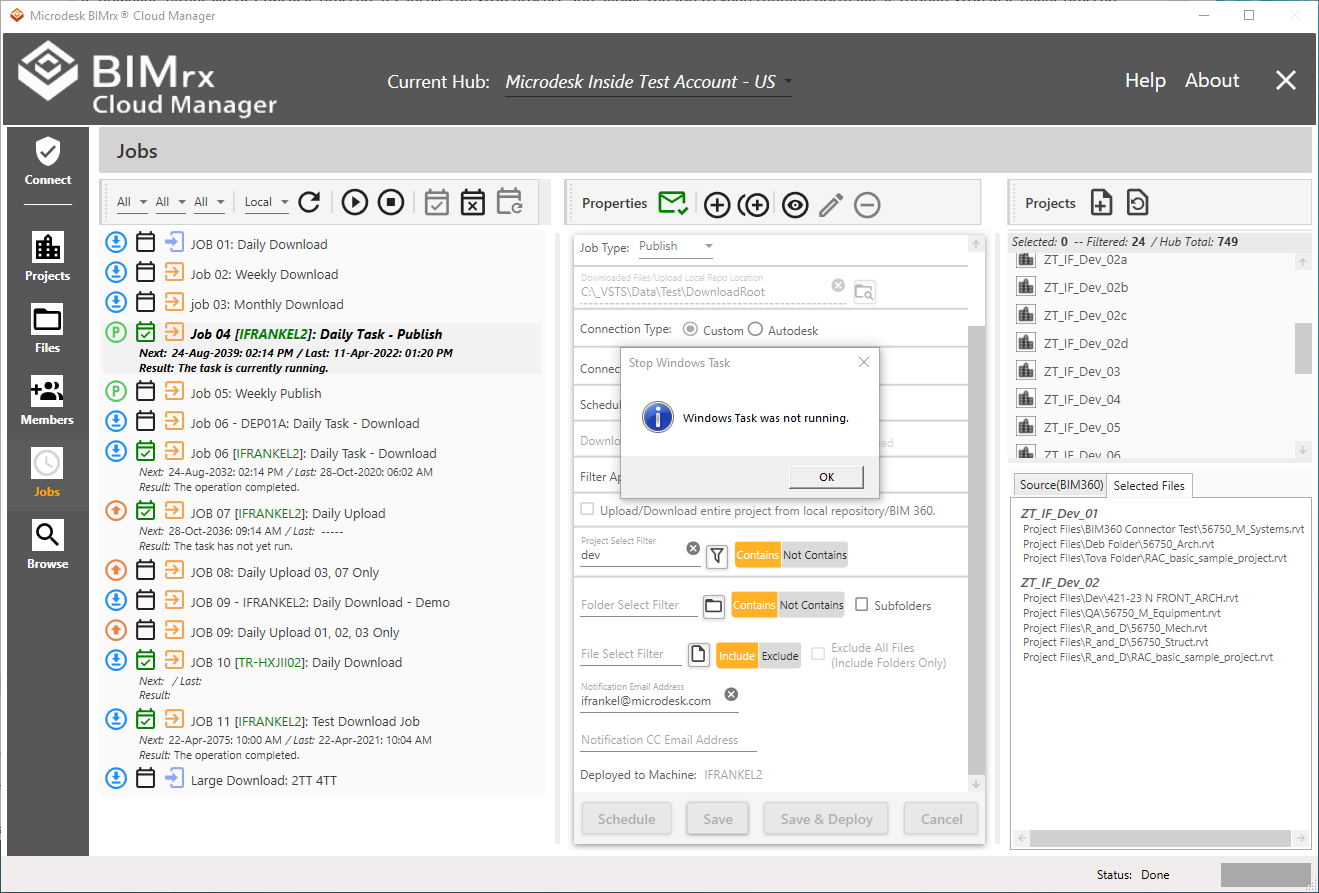 Microdesk BIMrx® Cloud Manager
BIMrx
Cloud Manager
Current Hub: Microdesk Inside Test Account - US
Help About
Connect
Projects
Files
Members
Jobs
Browse
Jobs
All All All Local
JOB 01: Daily Download
Job 02: Weekly Download
job 03: Monthly Download
Job 04 [IFRANKEL2]: Daily Task - Publish
Next: 24-Aug-2039: 02:14 PM / Last: 11-Apr-2022: 01:20 PM
Result: The task is currently running.
Job 05: Weekly Publish
Job 06 - DEP01A: Daily Task - Download
Job 06 [IFRANKEL2]: Daily Task - Download
Next: 24-Aug-2032: 02:14 PM / Last: 28-Oct-2020: 06:02 AM
Result: The operation completed.
JOB 07 [IFRANKEL2]: Daily Upload
Next: 28-Oct-2036: 09:14 AM / Last: -----
Result: The task has not yet run.
JOB 08: Daily Upload 03, 07 Only
JOB 09 - IFRANKEL2: Daily Download - Demo
JOB 09: Daily Upload 01, 02, 03 Only
JOB 10 [TR-HXJII02]: Daily Download
Next: / Last:
Result:
JOB 11 [IFRANKEL2]: Test Download Job
Next: 22-Apr-2075: 10:00 AM / Last: 22-Apr-2021: 10:04 AM
Result: The operation completed.
Large Download: 2TT 4TT
Properties
Job Type: Publish
Downloaded Files/Upload Local Repo Location
C:\_VSTS\Data\Test\DownloadRoot
Connection Type: Custom Autodesk
Connec
Schedul
Downlo ad
Filter Ap
Stop Windows Task
Windows Task was not running.
OK
Upload/Download entire project from local repository/BIM 360.
Project Select Filter
dev
Contains Not Contains
Folder Select Filter Contains Not Contains Subfolders
File Select Filter Include Exclude Exclude All Files
(Include Folders Only)
Notification Email Address
ifrankel@microdesk.com
Notification CC Email Address
Deployed to Machine: IFRANKEL2
Schedule Save Save & Deploy Cancel
Projects
Selected: 0 -- Filtered: 24 / Hub Total: 749
ZT_IF_Dev_02a
ZT_IF_Dev_02b
ZT_IF_Dev_02c
ZT_IF_Dev_02d
ZT_IF_Dev_03
ZT_IF_Dev_04
ZT_IF_Dev_05
ZT_IF_Dev_06
Source(BIM360) Selected Files
ZT_IF_Dev_01
Project Files\BIM360 Connector Test\56750_M_Systems.rvt
Project Files\Deb Folder\56750_Arch.rvt
Project Files\Tova Folder\RAC_basic_sample_project.rvt
ZT_IF_Dev_02
Project Files\Dev\421-23 N FRONT_ARCH.rvt
Project Files\QA\56750_M_Equipment.rvt
Project Files\R_and_D\56750_Mech.rvt
Project Files\R_and_D\56750_Struct.rvt
Project Files\R_and_D\RAC_basic_sample_project.rvt
Status: Done